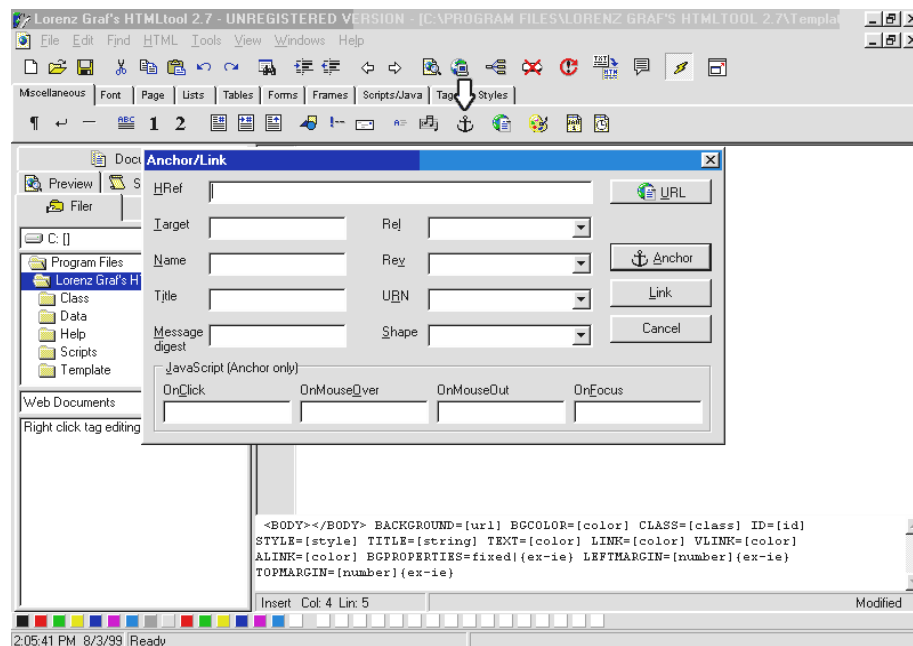 Lorenz Graf's HTMLtool 2.7 - UNREGISTERED VERSION - [C:\PROGRAM FILES\LORENZ GRAF'S HTMLTOOL 2.7\Templat
File Edit Find HTML Tools View Windows Help
Miscellaneous Font Page Lists Tables Forms Frames Scripts/Java Tag Styles
ABC 1 2
Docu
Anchor/Link
Preview S
HRef URL
Filer
Target Rel
C: []
Program Files Name Rev Anchor
Lorenz Graf's H
Class Title URN Link
Data
Help Message Shape Cancel
Scripts digest
Template JavaScript (Anchor only)
OnClick OnMouseOver OnMouseOut OnFocus
Web Documents
Right click tag editing
<BODY></BODY> BACKGROUND=[url] BGCOLOR=[color] CLASS=[class] ID=[id]
STYLE=[style] TITLE=[string] TEXT=[color] LINK=[color] VLINK=[color]
ALINK=[color] BGPROPERTIES=fixed|{ex-ie} LEFTMARGIN=[number]{ex-ie}
TOPMARGIN=[number]{ex-ie}
Insert Col: 4 Lin: 5 Modified
2:05:41 PM 8/3/99 Ready